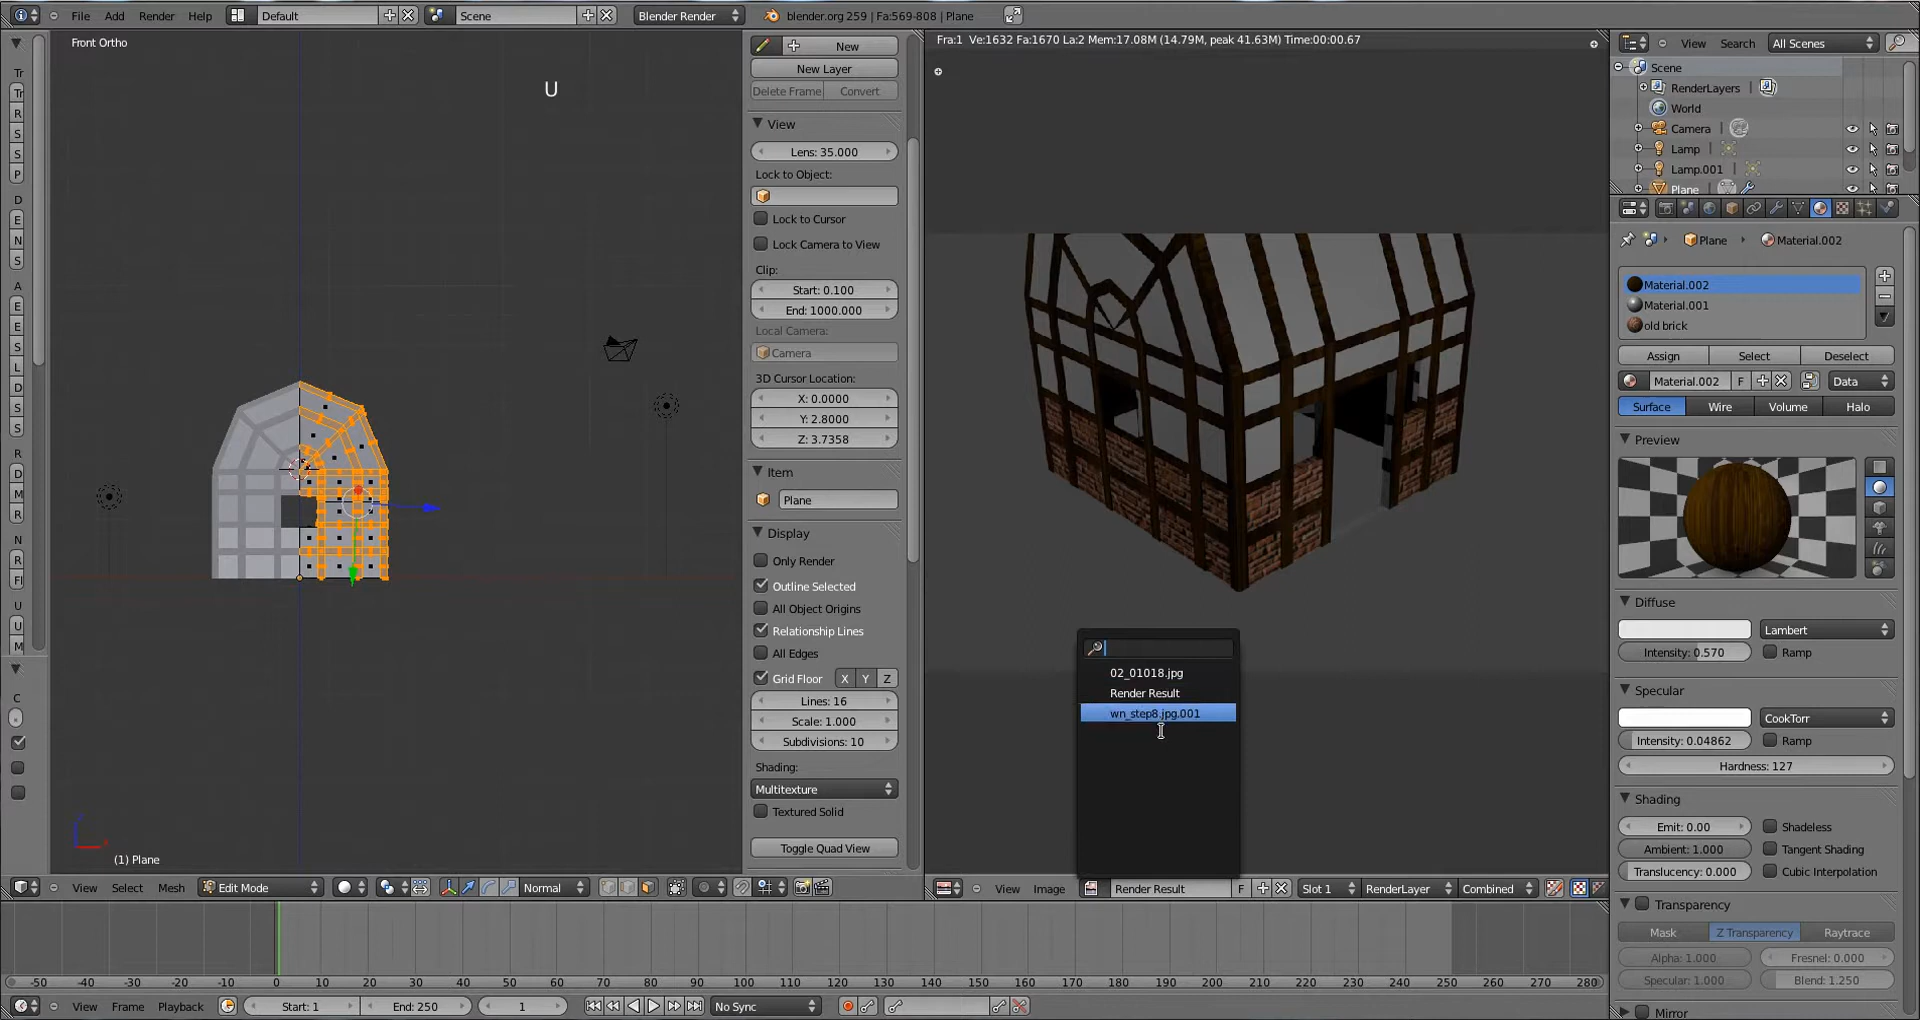 File Add Render Help Default Scene Blender Render blender.org 259 | Fa:569-808 | Plane
Front Ortho
U
Tr
Tr
R
S
S
P
D
E
N
S
A
E
E
S
L
D
S
S
R
D
M
R
N
R
Fl
U
U
M
C
(1) Plane
New
New Layer
Delete Frame Convert
View
Lens: 35.000
Lock to Object:
Lock to Cursor
Lock Camera to View
Clip:
Start: 0.100
End: 1000.000
Local Camera:
Camera
3D Cursor Location:
X: 0.0000
Y: 2.8000
Z: 3.7358
Item
Plane
Display
Only Render
Outline Selected
All Object Origins
Relationship Lines
All Edges
Grid Floor X Y Z
Lines: 16
Scale: 1.000
Subdivisions: 10
Shading:
Multitexture
Textured Solid
Toggle Quad View
View Select Mesh Edit Mode Normal
Fra:1 Ve:1632 Fa:1670 La:2 Mem:17.08M (14.79M, peak 41.63M) Time:00:00.67
02_01018.jpg
Render Result
wn_step8.jpg.001
View Image Render Result F Slot 1 RenderLayer Combined
View Search All Scenes
Scene
RenderLayers
World
Camera
Lamp
Lamp.001
Plane
Plane Material.002
Material.002
Material.001
old brick
Assign Select Deselect
Material.002 F Data
Surface Wire Volume Halo
Preview
Diffuse
Lambert
Intensity: 0.570 Ramp
Specular
CookTorr
Intensity: 0.04862 Ramp
Hardness: 127
Shading
Emit: 0.00 Shadeless
Ambient: 1.000 Tangent Shading
Translucency: 0.000 Cubic Interpolation
Transparency
Mask Z Transparency Raytrace
Alpha: 1.000 Fresnel: 0.000
Specular: 1.000 Blend: 1.250
Mirror
-50 -40 -30 -20 -10 0 10 20 30 40 50 60 70 80 90 100 110 120 130 140 150 160 170 180 190 200 210 220 230 240 250 260 270 280
View Frame Playback Start: 1 End: 250 1 No Sync